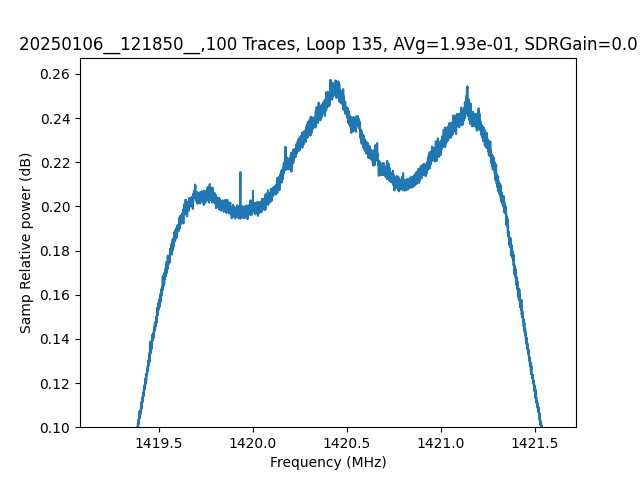 20250106__121850__,100 Traces, Loop 135, AVg=1.93e-01, SDRGain=0.0
0.26
0.24
0.22
0.20
0.18
0.16
0.14
0.12
0.10
Samp Relative power (dB)
1419.5 1420.0 1420.5 1421.0 1421.5
Frequency (MHz)